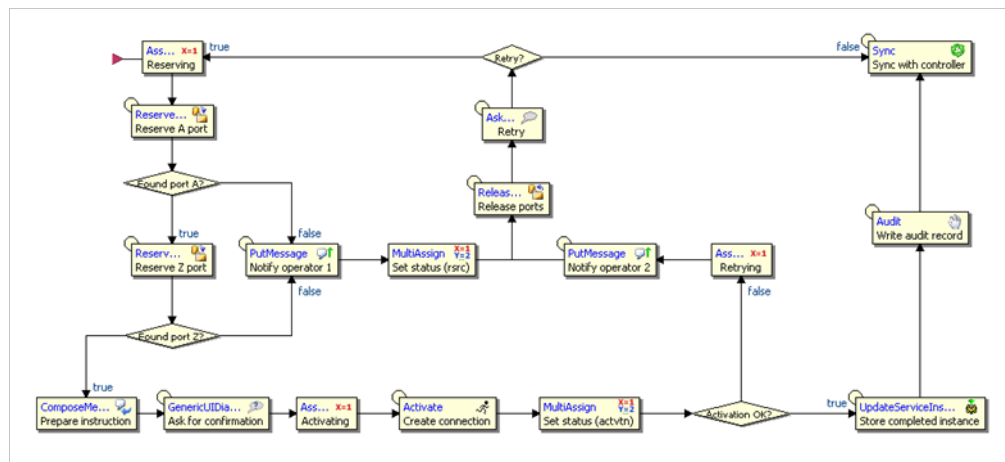 Ass... X=1
Reserving
true
Retry?
false
Sync
Sync with controller
Reserve...
Reserve A port
Ask...
Retry
Found port A?
false
true
Releas...
Release ports
Audit
Write audit record
Reserv...
Reserve Z port
PutMessage
Notify operator 1
MultiAssign X=1 Y=2
Set status (rsrc)
PutMessage
Notify operator 2
Ass... X=1
Retrying
false
false
Found port Z?
true
ComposeMe...
Prepare instruction
GenericUIDia...
Ask for confirmation
Ass... X=1
Activating
Activate
Create connection
MultiAssign X=1 Y=2
Set status (actvtn)
Activation OK?
true
UpdateServiceIns...
Store completed instance